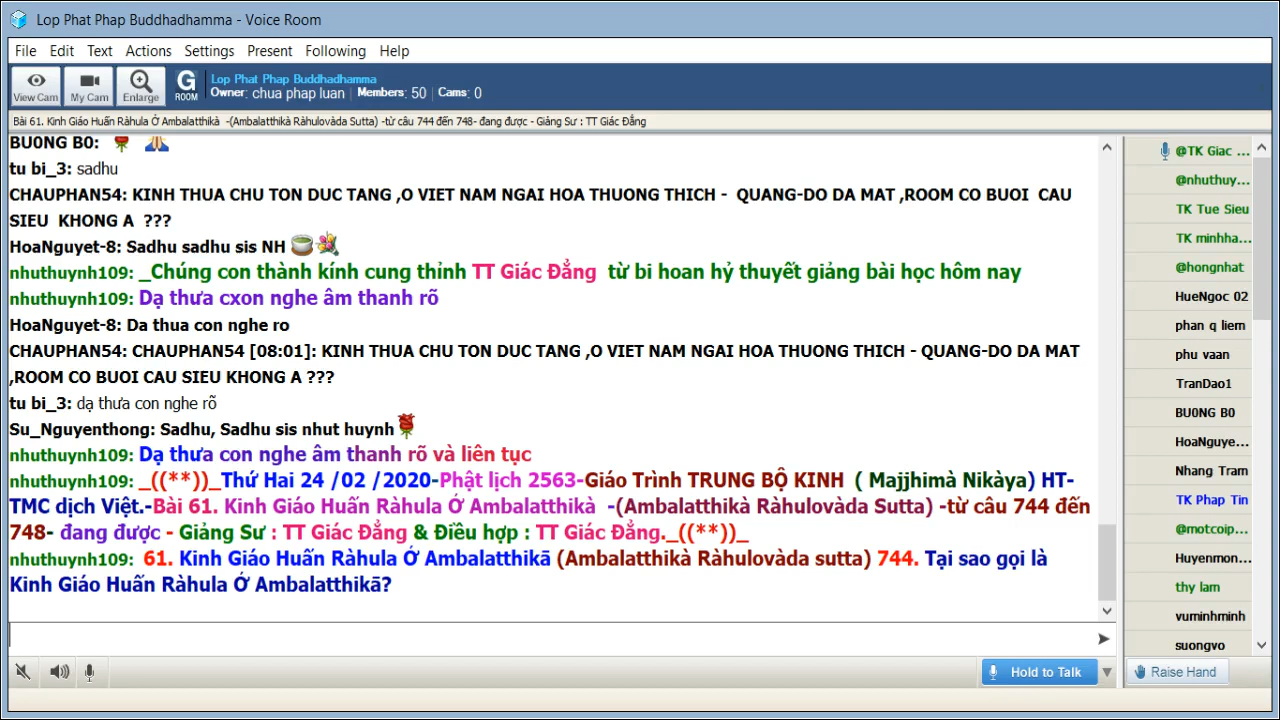 Lop Phat Phap Buddhadhamma - Voice Room
File Edit Text Actions Settings Present Following Help
View Cam My Cam Enlarge G ROOM Lop Phat Phap Buddhadhamma
Owner: chua phap luan Members: 50 Cams: 0
Bài 61. Kinh Giáo Huấn Ràhula Ở Ambalatthikà -(Ambalatthikà Ràhulovàda Sutta) -từ câu 744 đến 748- đang được - Giảng Sư : TT Giác Đẳng
BU0NG B0:
tu bi_3: sadhu
CHAUPHAN54: KINH THUA CHU TON DUC TANG ,O VIET NAM NGAI HOA THUONG THICH - QUANG-DO DA MAT ,ROOM CO BUOI CAU
SIEU KHONG A ???
HoaNguyet-8: Sadhu sadhu sis NH
nhuthuynh109: _Chúng con thành kính cung thỉnh TT Giác Đẳng từ bi hoan hỷ thuyết giảng bài học hôm nay
nhuthuynh109: Dạ thưa cxon nghe âm thanh rõ
HoaNguyet-8: Da thua con nghe ro
CHAUPHAN54: CHAUPHAN54 [08:01]: KINH THUA CHU TON DUC TANG ,O VIET NAM NGAI HOA THUONG THICH - QUANG-DO DA MAT
,ROOM CO BUOI CAU SIEU KHONG A ???
tu bi_3: dạ thưa con nghe rõ
Su_Nguyenthong: Sadhu, Sadhu sis nhut huynh
nhuthuynh109: Dạ thưa con nghe âm thanh rõ và liên tục
nhuthuynh109: _((**))_Thứ Hai 24 /02 /2020-Phật lịch 2563-Giáo Trình TRUNG BỘ KINH ( Majjhimà Nikàya) HT-
TMC dịch Việt.-Bài 61. Kinh Giáo Huấn Ràhula Ở Ambalatthikà -(Ambalatthikà Ràhulovàda Sutta) -từ câu 744 đến
748- đang được - Giảng Sư : TT Giác Đẳng & Điều hợp : TT Giác Đẳng._((**))_
nhuthuynh109: 61. Kinh Giáo Huấn Ràhula Ở Ambalatthikā (Ambalatthikà Ràhulovàda sutta) 744. Tại sao gọi là
Kinh Giáo Huấn Ràhula Ở Ambalatthikā?
@TK Giac ...
@nhuthuy...
TK Tue Sieu
TK minhha...
@hongnhat
HueNgoc 02
phan q liem
phu vaan
TranDao1
BU0NG B0
HoaNguye...
Nhang Tram
TK Phap Tin
@motcoip...
Huyenmon...
thy lam
vuminhminh
suongvo
Hold to Talk
Raise Hand